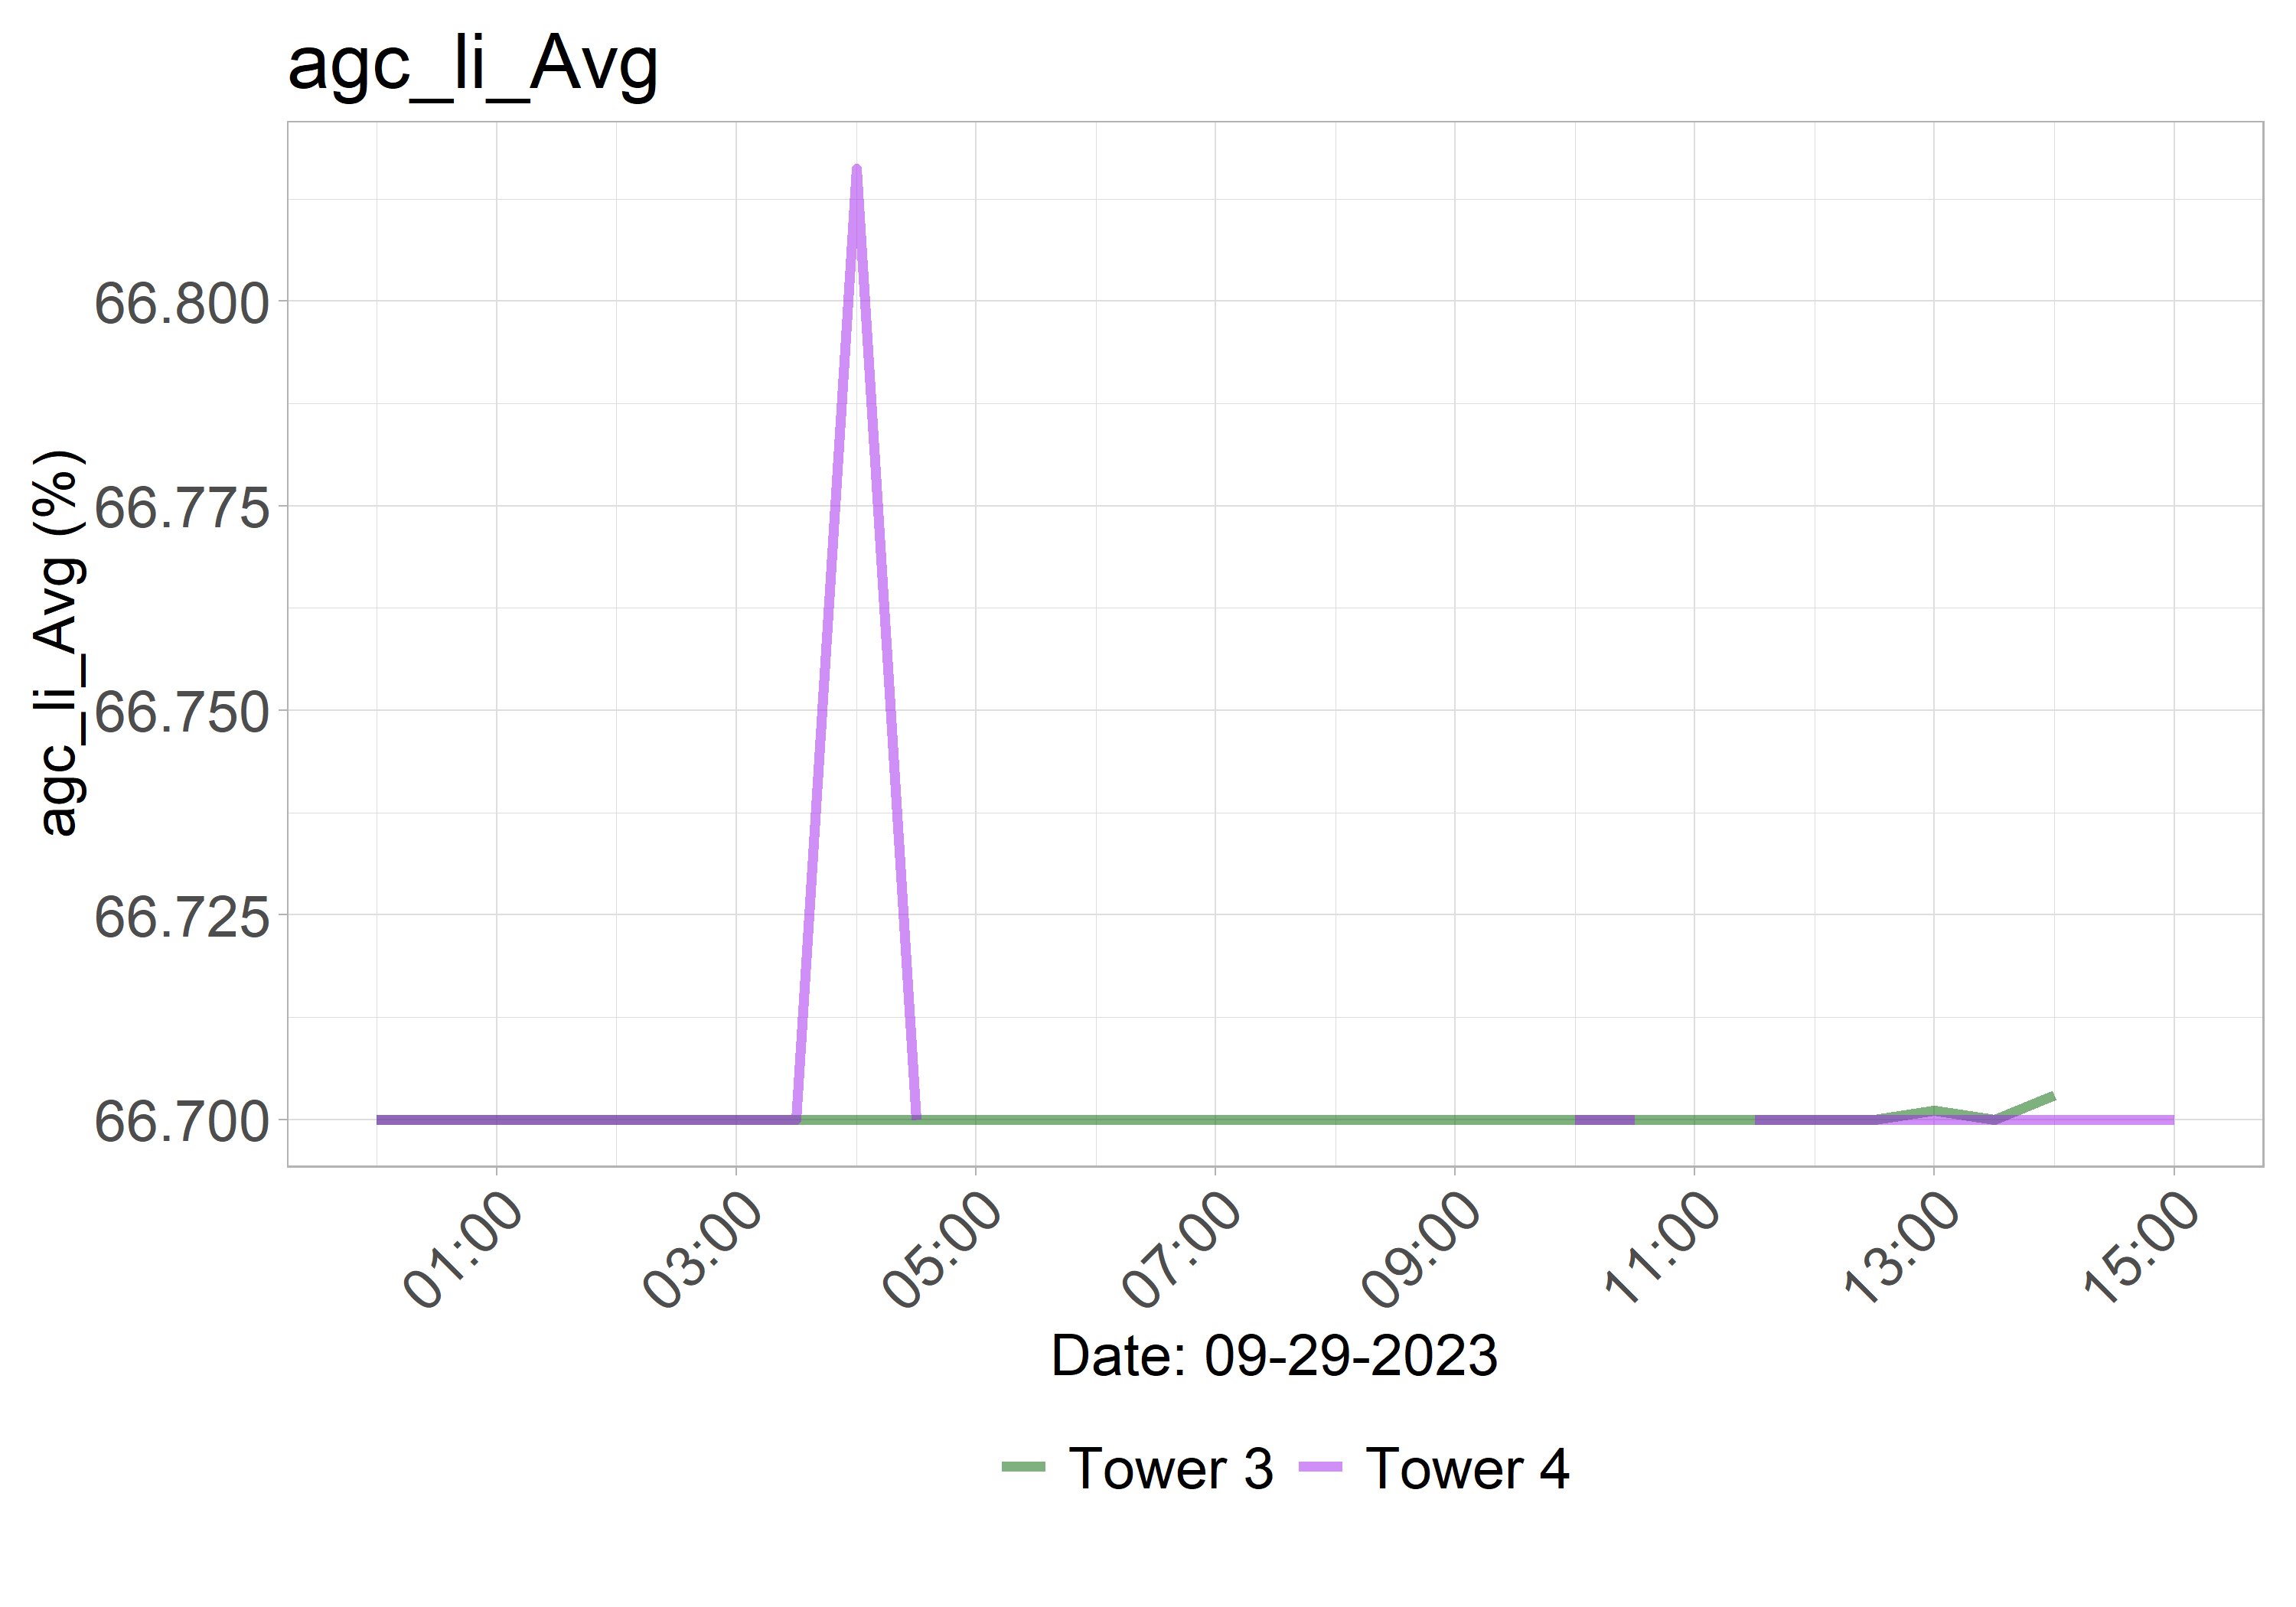 agc_li_Avg
agc_li_Avg (%)
66.800
66.775
66.750
66.725
66.700
01:00 03:00 05:00 07:00 09:00 11:00 13:00 15:00
Date: 09-29-2023
Tower 3 Tower 4